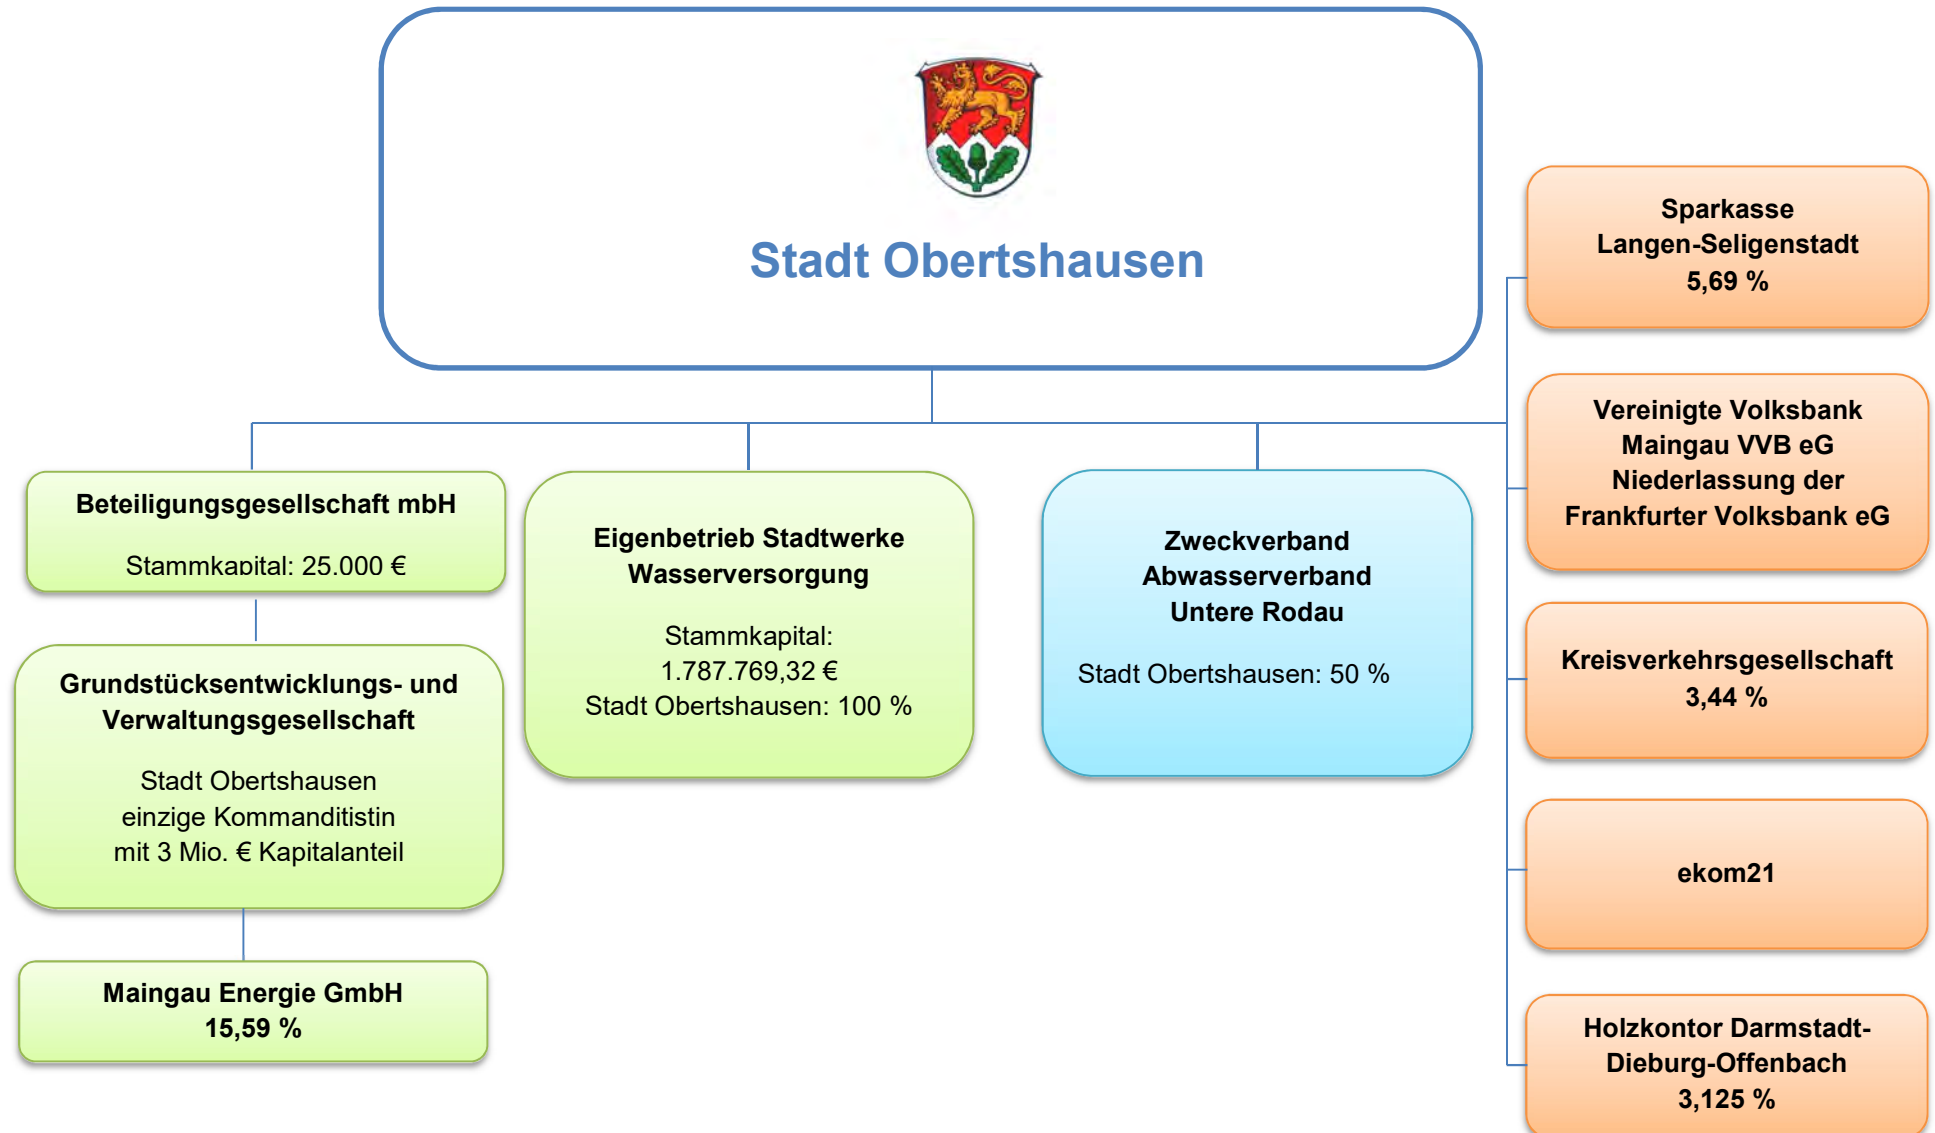 Stadt Obertshausen
Beteiligungsgesellschaft mbH
Stammkapital: 25.000 €
Grundstücksentwicklungs- und
Verwaltungsgesellschaft
Stadt Obertshausen
einzige Kommanditistin
mit 3 Mio. € Kapitalanteil
Maingau Energie GmbH
15,59 %
Eigenbetrieb Stadtwerke
Wasserversorgung
Stammkapital:
1.787.769,32 €
Stadt Obertshausen: 100 %
Zweckverband
Abwasserverband
Untere Rodau
Stadt Obertshausen: 50 %
Sparkasse
Langen-Seligenstadt
5,69 %
Vereinigte Volksbank
Maingau VVB eG
Niederlassung der
Frankfurter Volksbank eG
Kreisverkehrsgesellschaft
3,44 %
ekom21
Holzkontor Darmstadt-
Dieburg-Offenbach
3,125 %